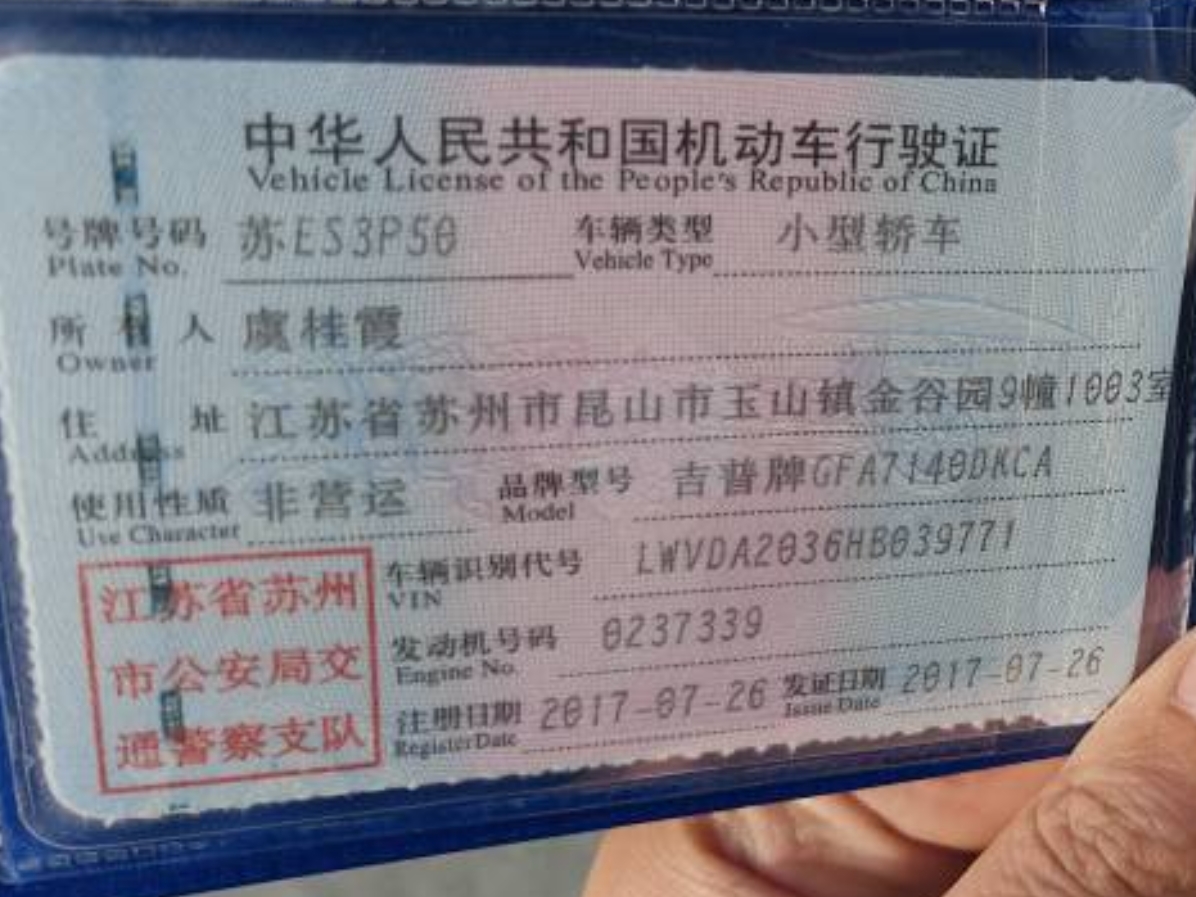 中华人民共和国机动车行驶证
Vehicle License of the People's Republic of China
号牌号码 苏ES3P50 车辆类型 小型轿车
Plate No. Vehicle Type
所有人 虞桂霞
Owner
住址 江苏省苏州市昆山市玉山镇金谷园9幢1003室
Address
使用性质 非营运 品牌型号 吉普牌GFA7140DKCA
Use Character Model
车辆识别代号 LWVDA2036HB039771
VIN
发动机号码 0237339
Engine No.
注册日期 2017-07-26 发证日期 2017-07-26
Register Date Issue Date
江苏省苏州
市公安局交
通警察支队